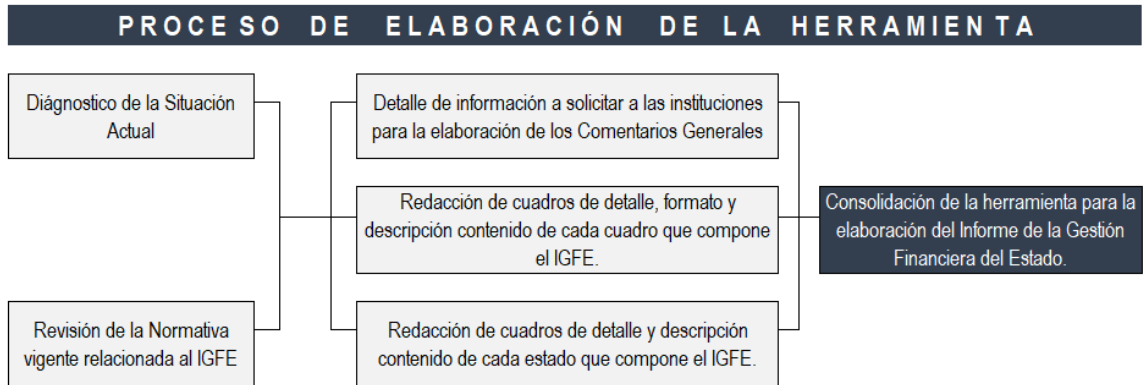 PROCESO DE ELABORACIÓN DE LA HERRAMIENTA
Diágnostico de la Situación
Actual
Revisión de la Normativa
vigente relacionada al IGFE
Detalle de información a solicitar a las instituciones
para la elaboración de los Comentarios Generales
Redacción de cuadros de detalle, formato y
descripción contenido de cada cuadro que compone
el IGFE.
Redacción de cuadros de detalle y descripción
contenido de cada estado que compone el IGFE.
Consolidación de la herramienta para la
elaboración del Informe de la Gestión
Financiera del Estado.